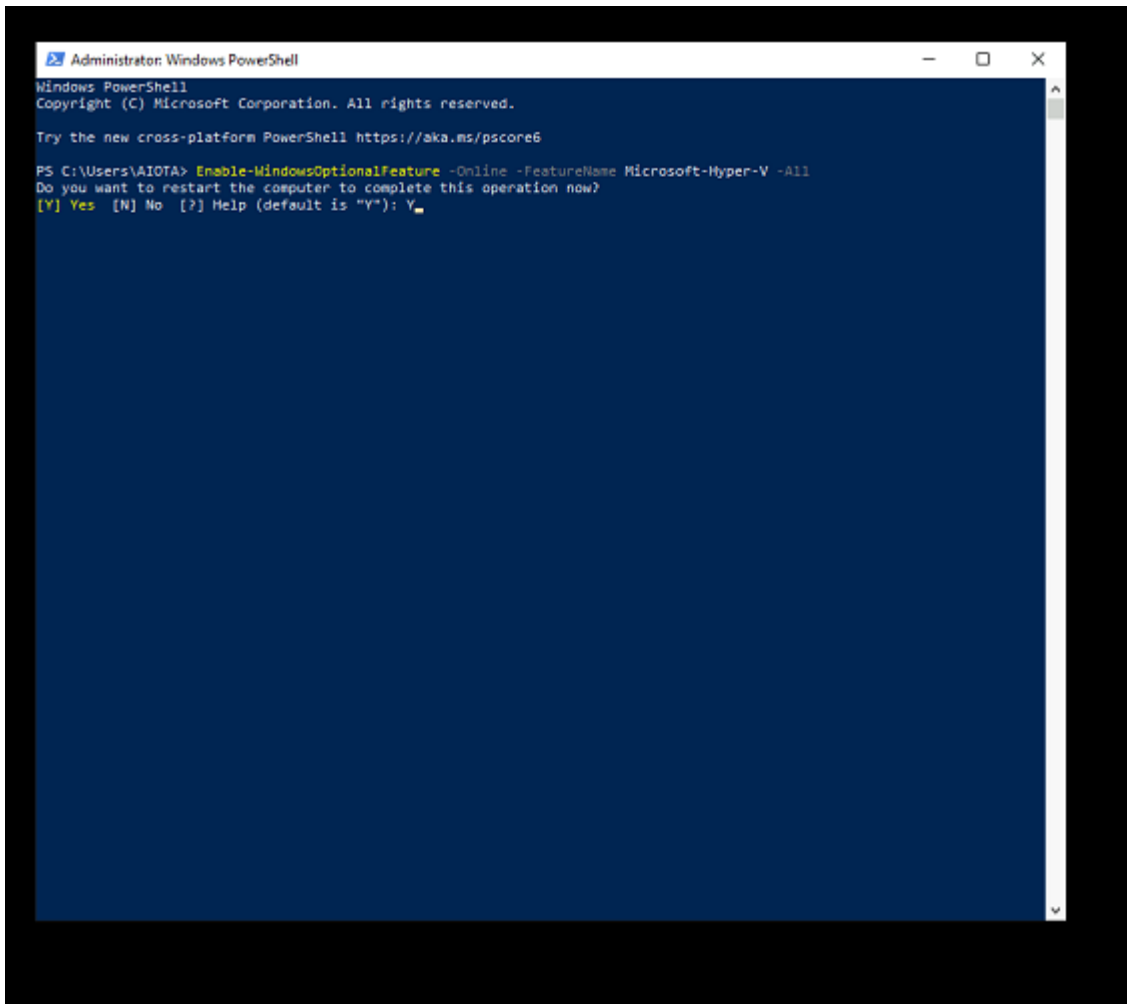 Administrator: Windows PowerShell
Windows PowerShell
Copyright (C) Microsoft Corporation. All rights reserved.
Try the new cross-platform PowerShell https://aka.ms/pscore6
PS C:\Users\AIOTA> Enable-WindowsOptionalFeature -Online -FeatureName Microsoft-Hyper-V -All
Do you want to restart the computer to complete this operation now?
[Y] Yes  [N] No  [?] Help (default is "Y"): Y